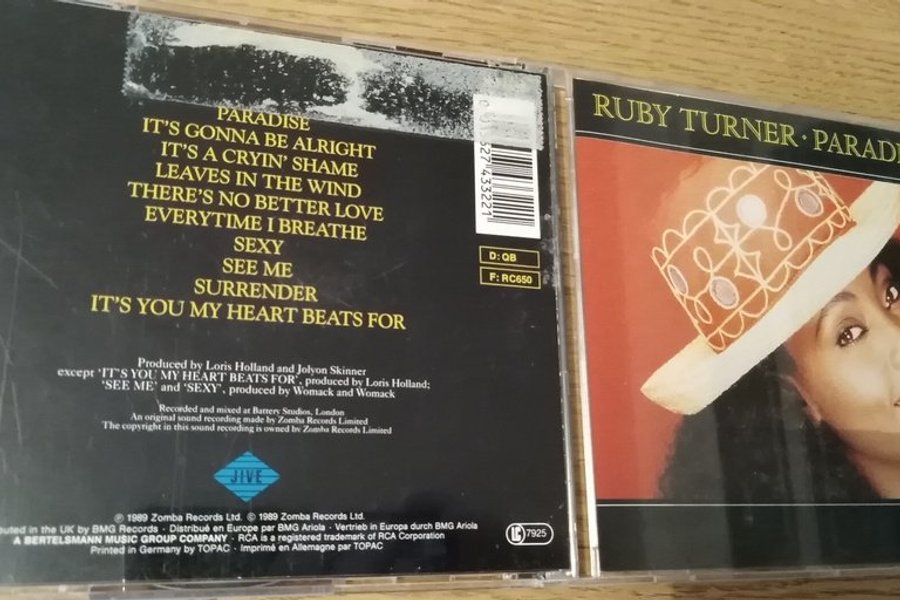 PARADISE
IT'S GONNA BE ALRIGHT
IT'S A CRYIN' SHAME
LEAVES IN THE WIND
THERE'S NO BETTER LOVE
EVERYTIME I BREATHE
SEXY
SEE ME
SURRENDER
IT'S YOU MY HEART BEATS FOR
Produced by Loris Holland and Jolyon Skinner
except 'IT'S YOU MY HEART BEATS FOR', produced by Loris Holland;
'SEE ME' and 'SEXY', produced by Womack and Womack
Recorded and mixed at Battery Studios, London
An original sound recording made by Zomba Records Limited
The copyright in this sound recording is owned by Zomba Records Limited
JIVE
℗ 1989 Zomba Records Ltd. © 1989 Zomba Records Ltd.
in the UK by BMG Records · Distribué en Europe par BMG Ariola · Vertrieb in Europa durch BMG Ariola
A BERTELSMANN MUSIC GROUP COMPANY · RCA is a registered trademark of RCA Corporation
Printed in Germany by TOPAC · Imprimé en Allemagne par TOPAC
LC 7925
433221
D: QB
F: RC650
RUBY TURNER · PARADI